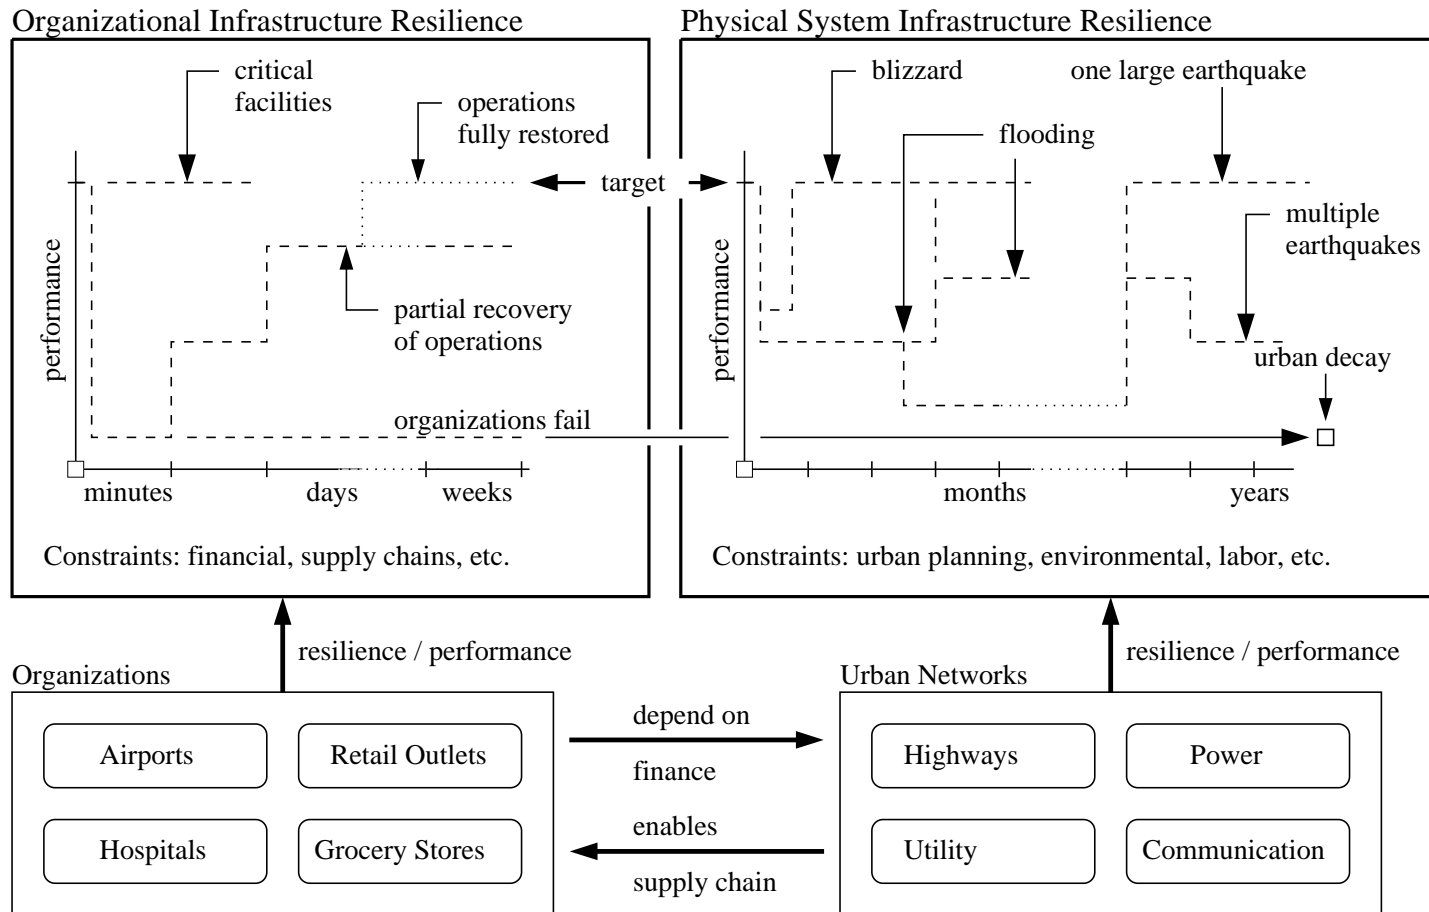 Organizational Infrastructure Resilience
critical
facilities
operations
fully restored
performance
partial recovery
of operations
organizations fail
minutes
days
weeks
Constraints: financial, supply chains, etc.
target
Physical System Infrastructure Resilience
blizzard
one large earthquake
flooding
multiple
earthquakes
performance
urban decay
months
years
Constraints: urban planning, environmental, labor, etc.
resilience / performance
resilience / performance
Organizations
Airports
Retail Outlets
Hospitals
Grocery Stores
depend on
finance
enables
supply chain
Urban Networks
Highways
Power
Utility
Communication